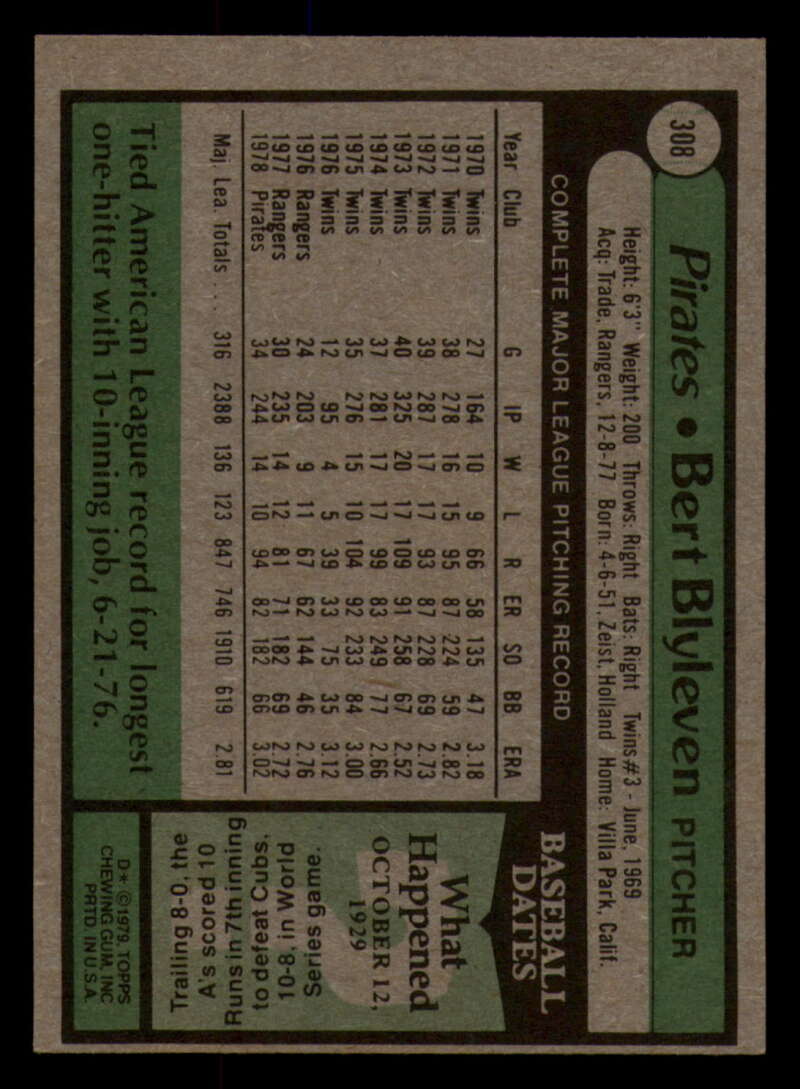 308
Pirates • Bert Blyleven PITCHER
Height: 6'3" Weight: 200 Throws: Right Bats: Right Twins #3 - June, 1969
Acq: Trade, Rangers, 12-8-77 Born: 4-6-51, Zeist, Holland Home: Villa Park, Calif.
COMPLETE MAJOR LEAGUE PITCHING RECORD
Year Club G IP W L R ER SO BB ERA
1970 Twins 27 164 10 9 66 58 135 47 3.18
1971 Twins 38 278 16 15 95 87 224 59 2.82
1972 Twins 39 287 17 17 93 87 228 69 2.73
1973 Twins 40 325 20 17 109 91 258 67 2.52
1974 Twins 37 281 17 17 99 83 249 77 2.66
1975 Twins 35 276 15 10 104 92 233 84 3.00
1976 Twins 12 95 4 5 39 33 75 35 3.12
1976 Rangers 24 203 9 11 67 62 144 46 2.76
1977 Rangers 30 235 14 12 81 71 182 69 2.72
1978 Pirates 34 244 14 10 94 82 182 66 3.02
Maj. Lea. Totals . . . 316 2388 136 123 847 746 1910 619 2.81
Tied American League record for longest
one-hitter with 10-inning job, 6-21-76.
BASEBALL
DATES
What
Happened
OCTOBER 12,
1929
Trailing 8-0, the
A's scored 10
Runs in 7th inning
to defeat Cubs,
10-8, in World
Series game.
D* © 1979, TOPPS
CHEWING GUM, INC
PRTD. IN U.S.A.